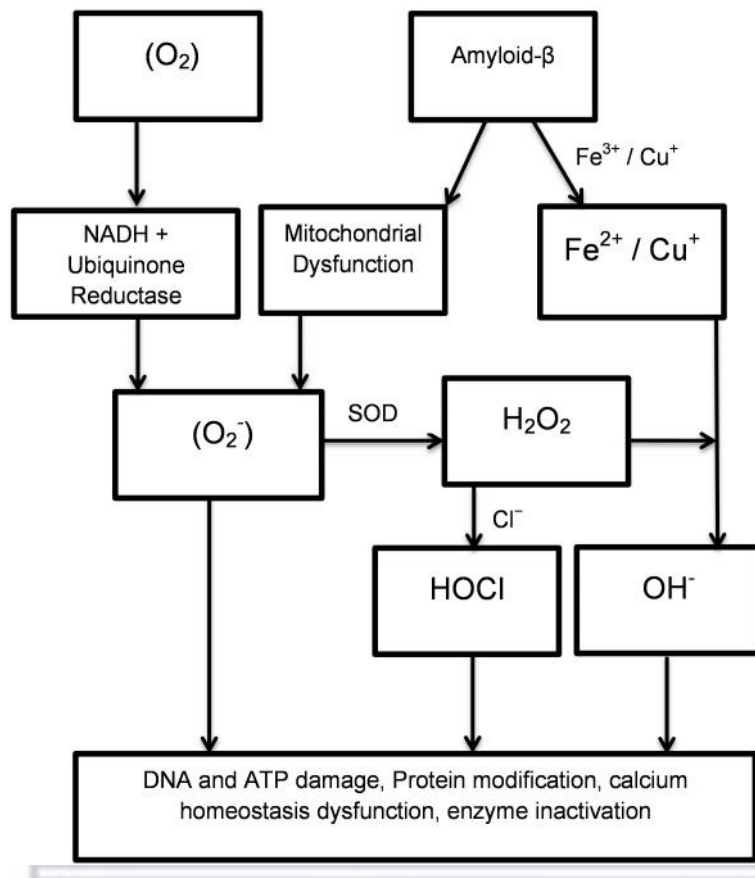 (O₂)
Amyloid-β
Fe³⁺ / Cu⁺
NADH +
Ubiquinone
Reductase
Mitochondrial
Dysfunction
Fe²⁺ / Cu⁺
(O₂⁻)
SOD
H₂O₂
Cl⁻
HOCl
OH⁻
DNA and ATP damage, Protein modification, calcium
homeostasis dysfunction, enzyme inactivation